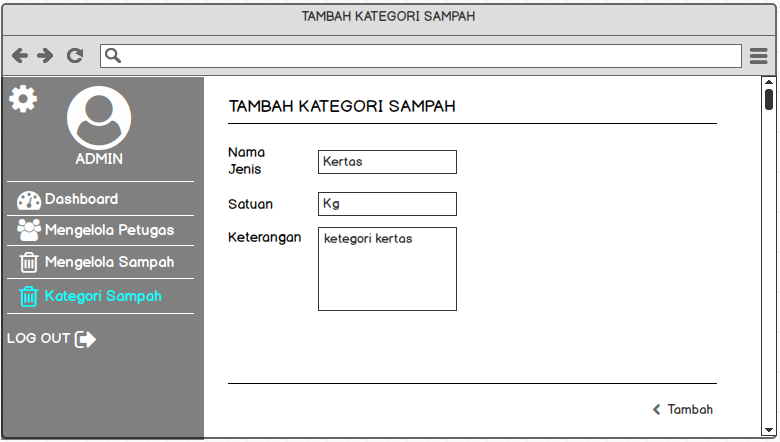 TAMBAH KATEGORI SAMPAH
ADMIN
Dashboard
Mengelola Petugas
Mengelola Sampah
Kategori Sampah
LOG OUT
TAMBAH KATEGORI SAMPAH
Nama
Jenis
Kertas
Satuan
Kg
Keterangan
ketegori kertas
Tambah